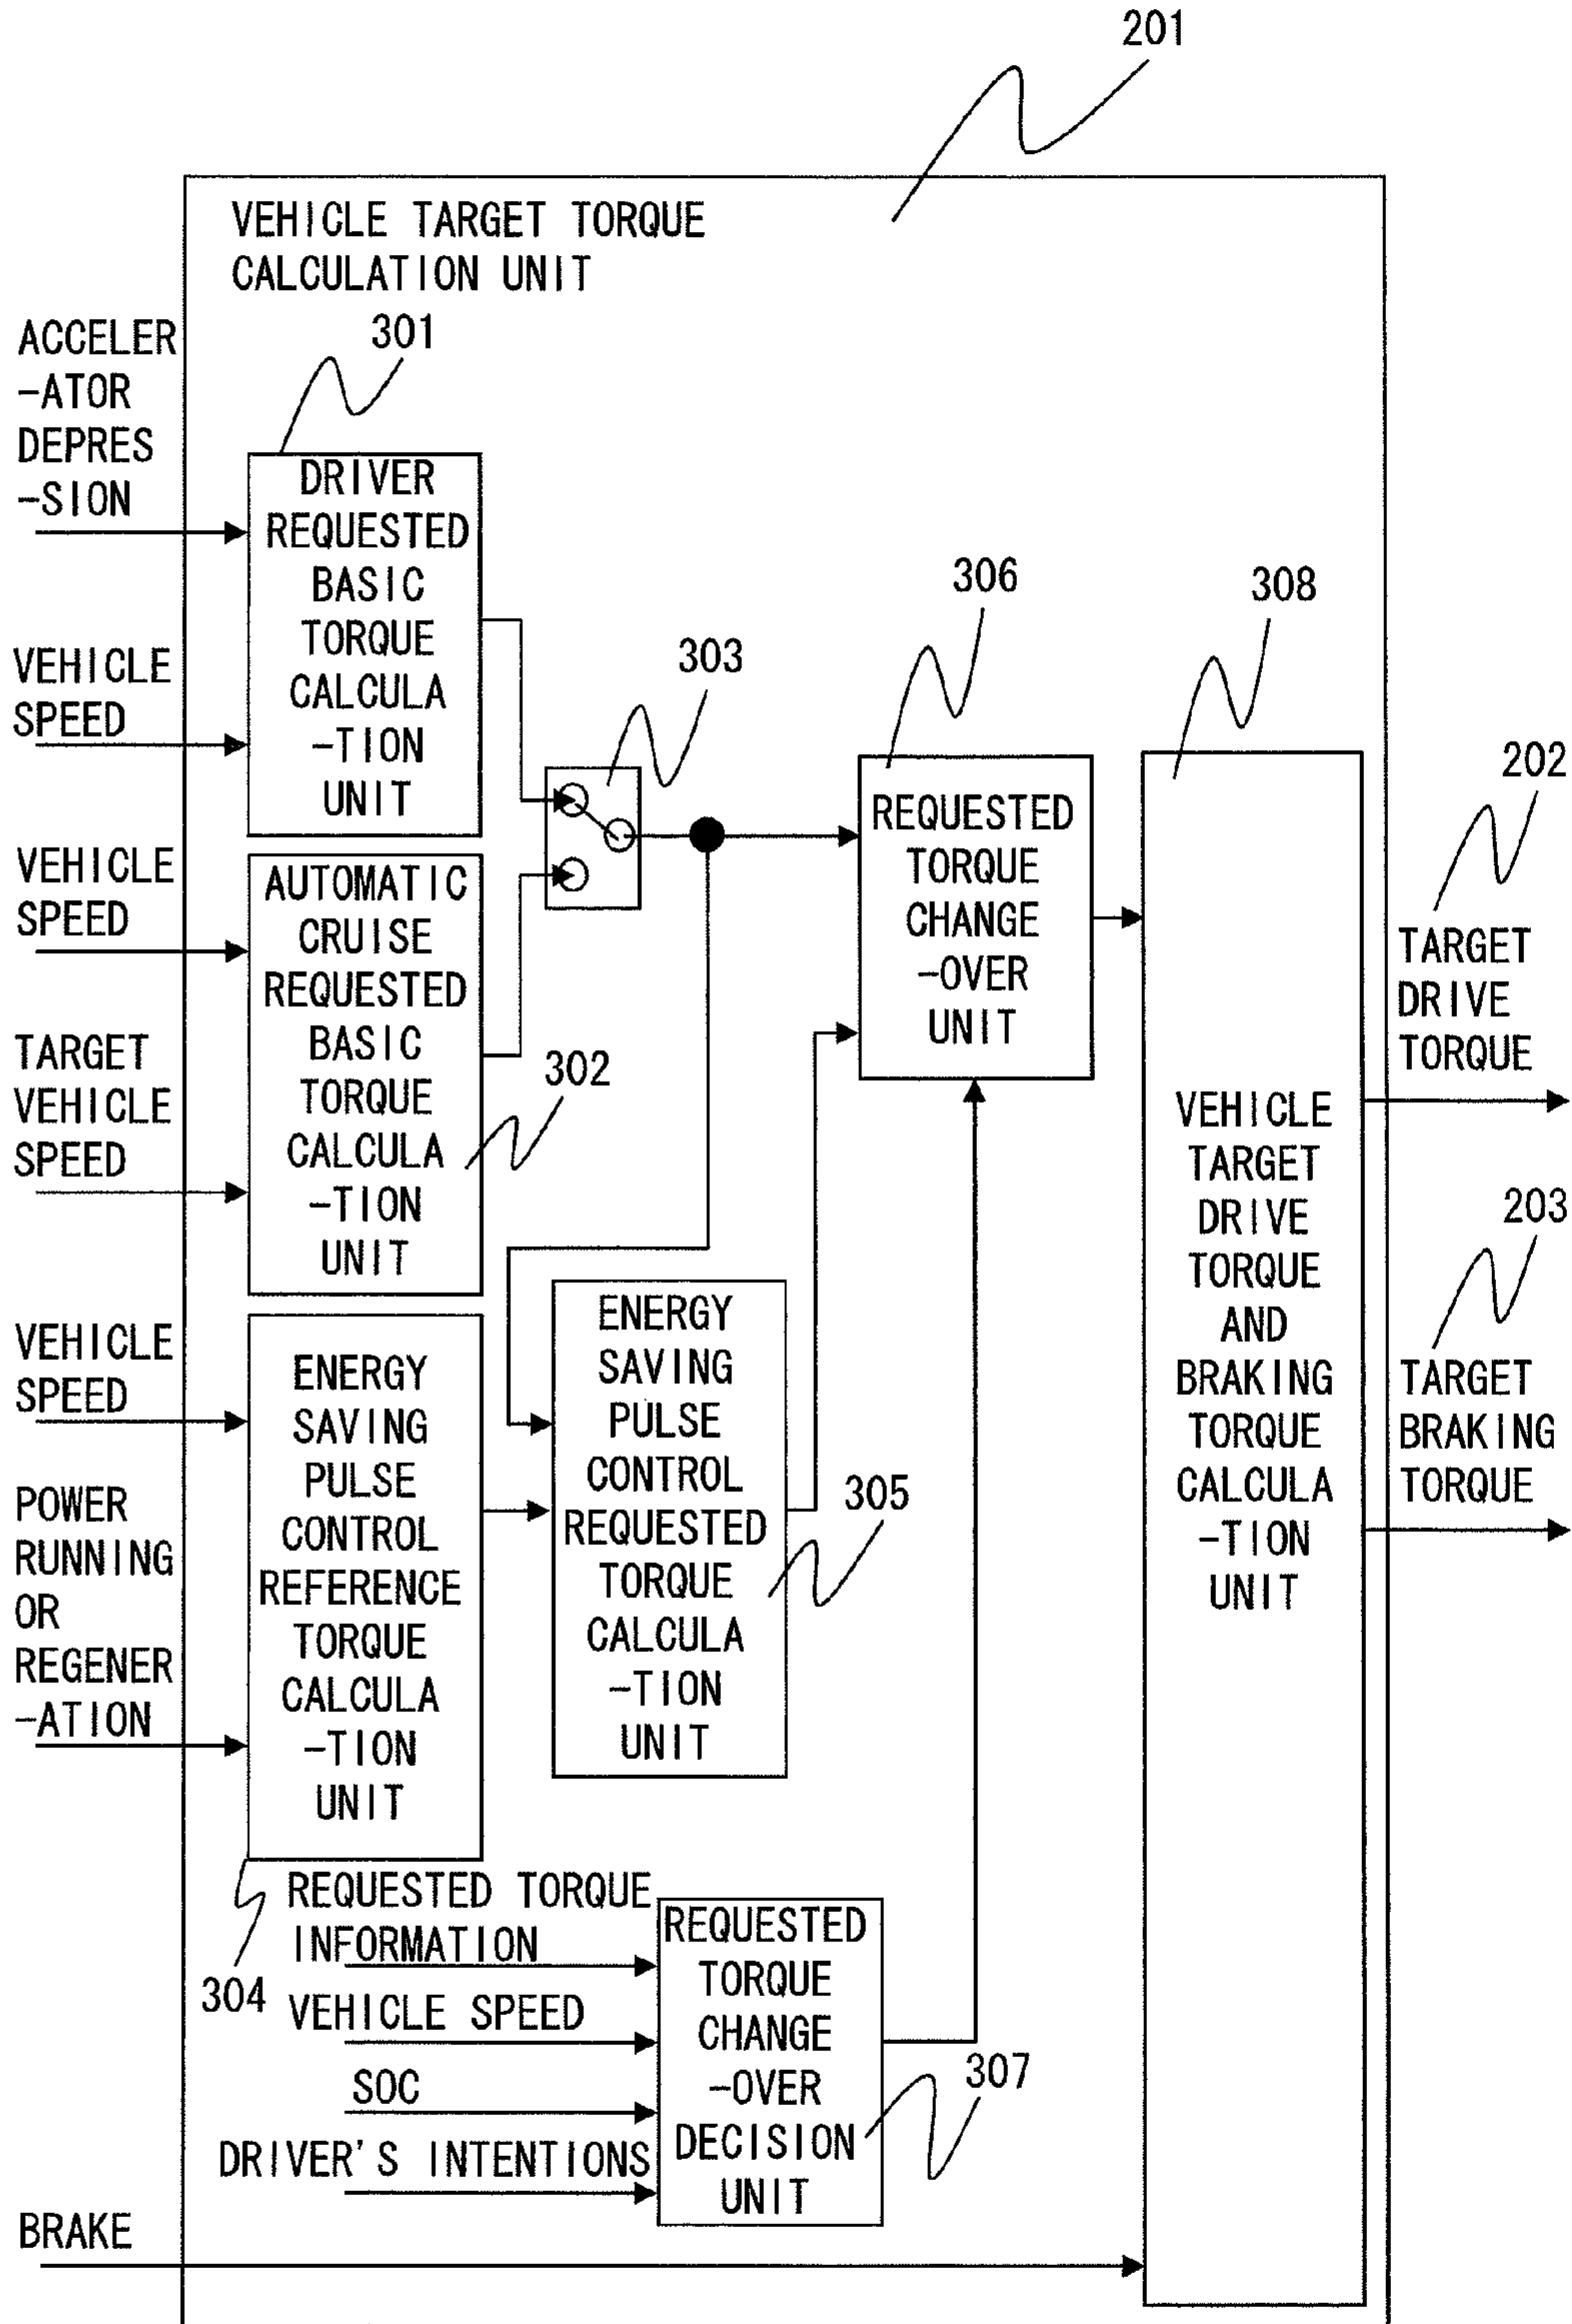 201
VEHICLE TARGET TORQUE
CALCULATION UNIT
ACCELER
-ATOR
DEPRES
-SION
301
DRIVER
REQUESTED
BASIC
TORQUE
CALCULA
-TION
UNIT
VEHICLE
SPEED
303
306
308
VEHICLE
SPEED
AUTOMATIC
CRUISE
REQUESTED
BASIC
TORQUE
CALCULA
-TION
UNIT
302
TARGET
VEHICLE
SPEED
REQUESTED
TORQUE
CHANGE
-OVER
UNIT
202
TARGET
DRIVE
TORQUE
VEHICLE
TARGET
DRIVE
TORQUE
AND
BRAKING
TORQUE
CALCULA
-TION
UNIT
203
TARGET
BRAKING
TORQUE
VEHICLE
SPEED
POWER
RUNNING
OR
REGENER
-ATION
ENERGY
SAVING
PULSE
CONTROL
REFERENCE
TORQUE
CALCULA
-TION
UNIT
304
ENERGY
SAVING
PULSE
CONTROL
REQUESTED
TORQUE
CALCULA
-TION
UNIT
305
REQUESTED TORQUE
INFORMATION
VEHICLE SPEED
SOC
DRIVER'S INTENTIONS
REQUESTED
TORQUE
CHANGE
-OVER
DECISION
UNIT
307
BRAKE